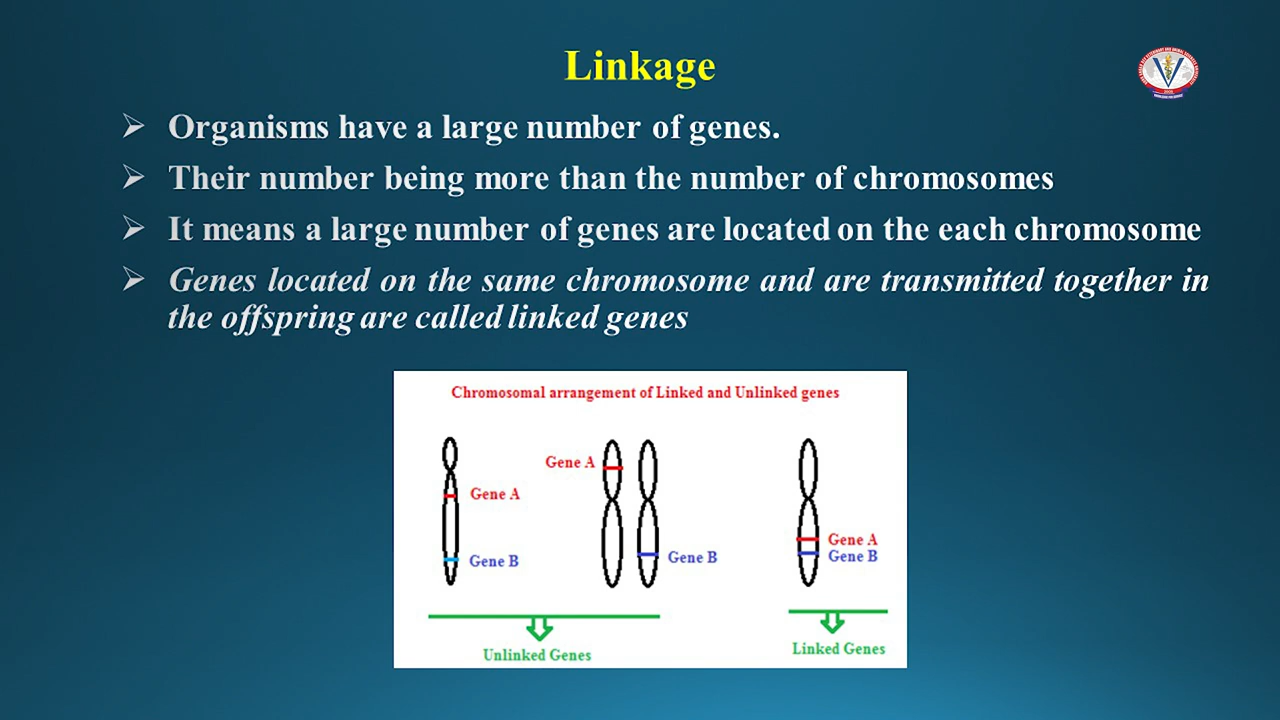 Linkage
Organisms have a large number of genes.
Their number being more than the number of chromosomes
It means a large number of genes are located on the each chromosome
Genes located on the same chromosome and are transmitted together in
the offspring are called linked genes
Chromosomal arrangement of Linked and Unlinked genes
Gene A
Gene B
Gene A
Gene B
Gene A
Gene B
Unlinked Genes
Linked Genes